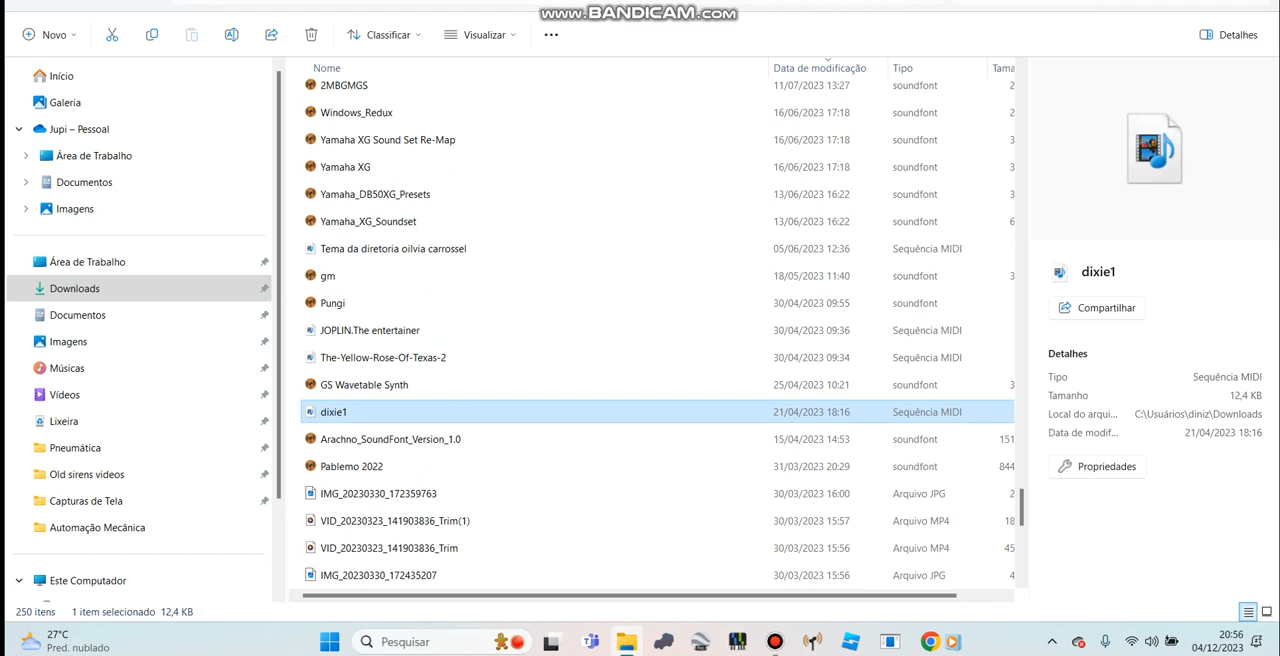 www.BANDICAM.com
Novo
Classificar
Visualizar
Detalhes
Início
Galeria
Jupi – Pessoal
Área de Trabalho
Documentos
Imagens
Área de Trabalho
Downloads
Documentos
Imagens
Músicas
Vídeos
Lixeira
Pneumática
Old sirens videos
Capturas de Tela
Automação Mecânica
Este Computador
Nome Data de modificação Tipo Tama
2MBGMGS 11/07/2023 13:27 soundfont 2
Windows_Redux 16/06/2023 17:18 soundfont 2
Yamaha XG Sound Set Re-Map 16/06/2023 17:18 soundfont 3
Yamaha XG 16/06/2023 17:18 soundfont 3
Yamaha_DB50XG_Presets 13/06/2023 16:22 soundfont 3
Yamaha_XG_Soundset 13/06/2023 16:22 soundfont 6
Tema da diretoria oilvia carrossel 05/06/2023 12:36 Sequência MIDI
gm 18/05/2023 11:40 soundfont 3
Pungi 30/04/2023 09:55 soundfont
JOPLIN.The entertainer 30/04/2023 09:36 Sequência MIDI
The-Yellow-Rose-Of-Texas-2 30/04/2023 09:34 Sequência MIDI
GS Wavetable Synth 25/04/2023 10:21 soundfont 3
dixie1 21/04/2023 18:16 Sequência MIDI
Arachno_SoundFont_Version_1.0 15/04/2023 14:53 soundfont 151
Pablemo 2022 31/03/2023 20:29 soundfont 844
IMG_20230330_172359763 30/03/2023 16:00 Arquivo JPG 2
VID_20230323_141903836_Trim(1) 30/03/2023 15:57 Arquivo MP4 18
VID_20230323_141903836_Trim 30/03/2023 15:56 Arquivo MP4 45
IMG_20230330_172435207 30/03/2023 15:56 Arquivo JPG 4
dixie1
Compartilhar
Detalhes
Tipo Sequência MIDI
Tamanho 12,4 KB
Local do arqui... C:\Usuários\diniz\Downloads
Data de modif... 21/04/2023 18:16
Propriedades
250 itens 1 item selecionado 12,4 KB
27°C
Pred. nublado
Pesquisar
20:56
04/12/2023